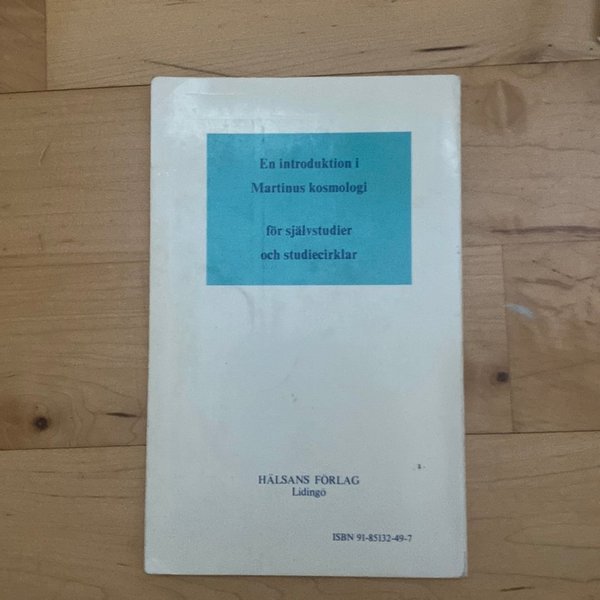 En introduktion i
Martinus kosmologi
för självstudier
och studiecirklar
HÄLSANS FÖRLAG
Lidingö
ISBN 91-85132-49-7